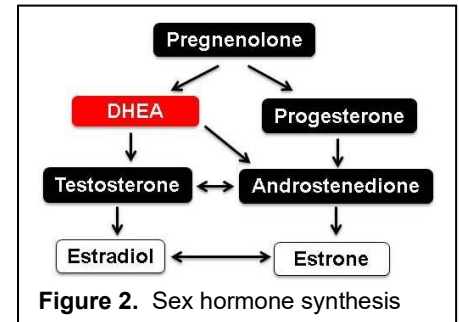 Pregnenolone
DHEA
Progesterone
Testosterone
Androstenedione
Estradiol
Estrone
Figure 2. Sex hormone synthesis